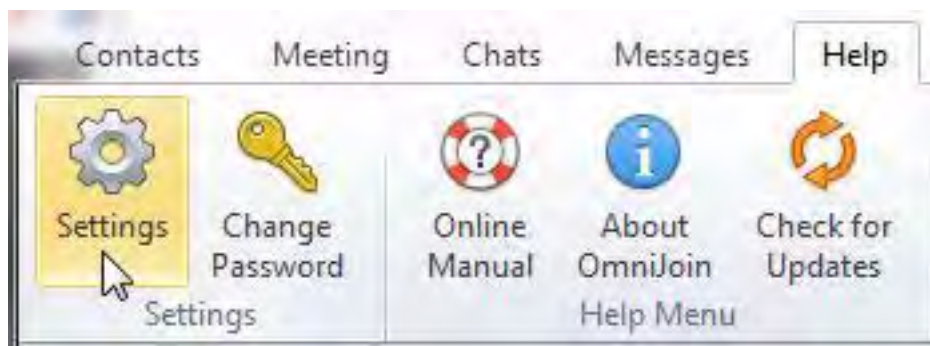 Contacts Meeting Chats Messages Help
Settings Change Password Online Manual About OmniJoin Check for Updates
Settings Help Menu